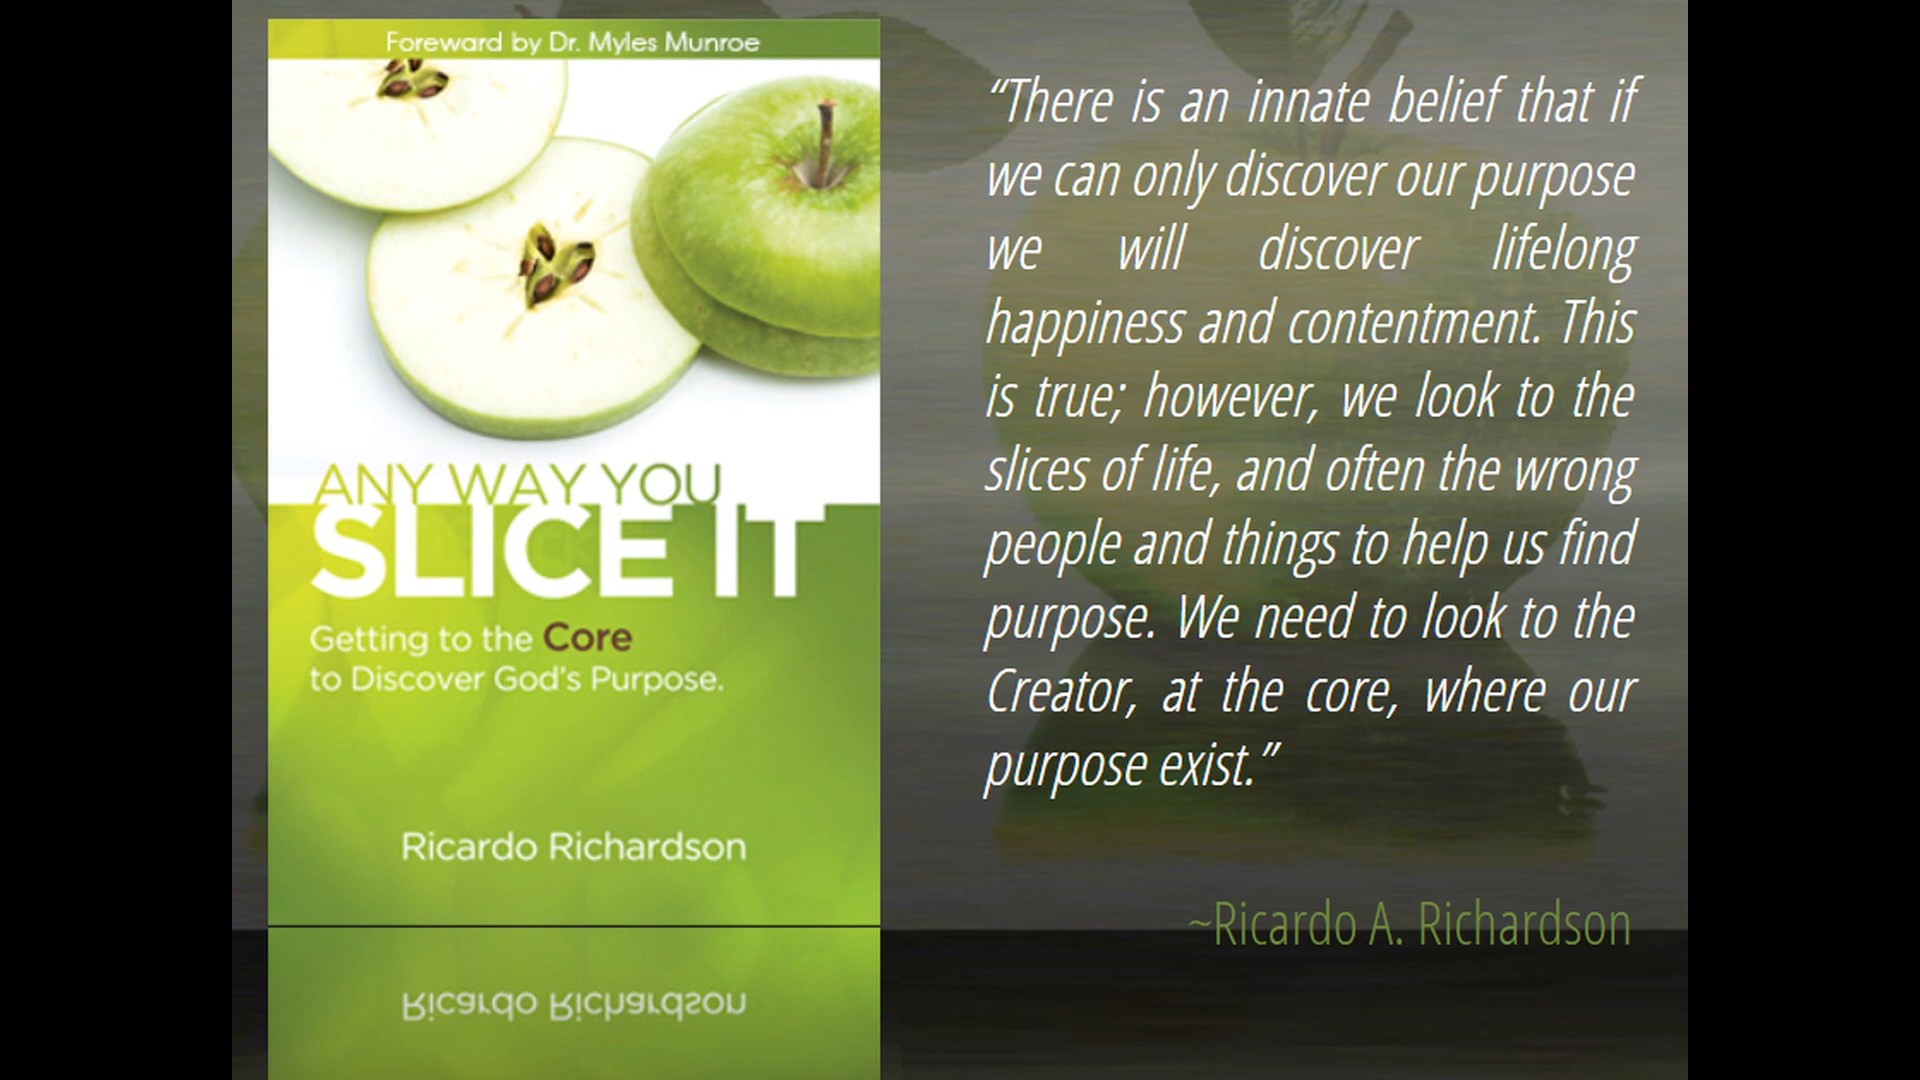 Foreward by Dr. Myles Munroe
ANY WAY YOU
SLICE IT
Getting to the Core
to Discover God's Purpose.
Ricardo Richardson
Ricardo Richardson
“There is an innate belief that if
we can only discover our purpose
we will discover lifelong
happiness and contentment. This
is true; however, we look to the
slices of life, and often the wrong
people and things to help us find
purpose. We need to look to the
Creator, at the core, where our
purpose exist.”
~Ricardo A. Richardson